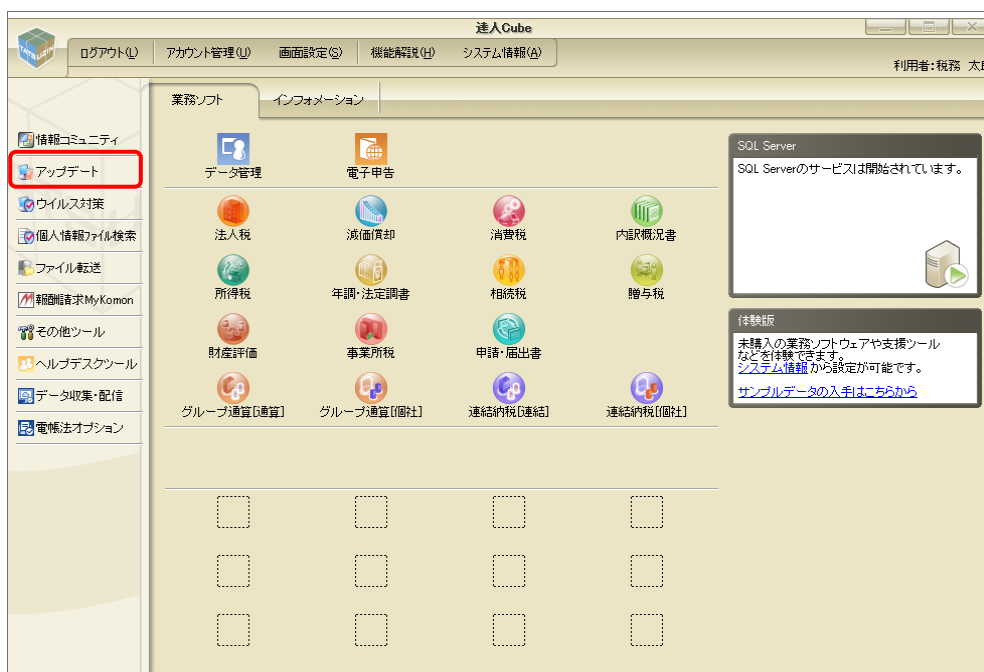 達人Cube
TATSUZIN
ログアウト(L)
アカウント管理(U)
画面設定(S)
機能解説(H)
システム情報(A)
利用者:税務 太
業務ソフト
インフォメーション
情報コミュニティ
アップデート
ウイルス対策
個人情報ファイル検索
ファイル転送
報酬請求MyKomon
その他ツール
ヘルプデスクツール
データ収集・配信
電帳法オプション
データ管理
電子申告
法人税
減価償却
消費税
内訳概況書
所得税
年調・法定調書
相続税
贈与税
財産評価
事業所税
申請・届出書
グループ通算[通算]
グループ通算[個社]
連結納税[連結]
連結納税[個社]
SQL Server
SQL Serverのサービスは開始されています。
体験版
未購入の業務ソフトウェアや支援ツール
などを体験できます。
システム情報 から設定が可能です。
サンプルデータの入手はこちらから